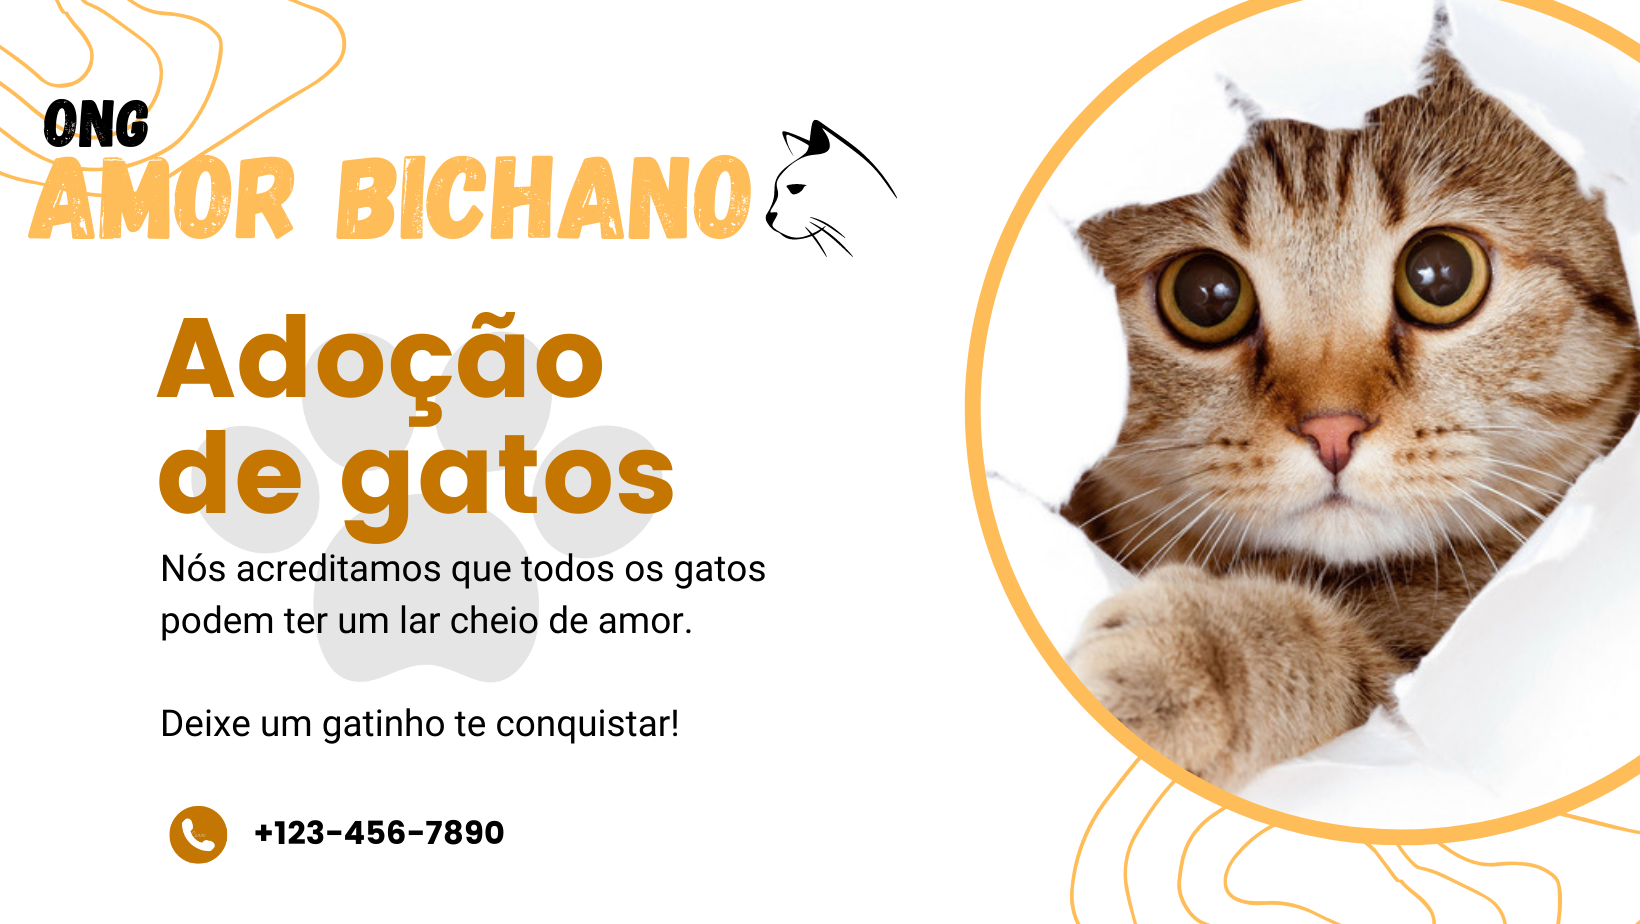 ONG
AMOR BICHANO
Adoção
de gatos
Nós acreditamos que todos os gatos
podem ter um lar cheio de amor.
Deixe um gatinho te conquistar!
+123-456-7890